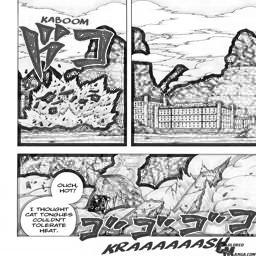 KABOOM
ドゴ
OUCH,
HOT!
I THOUGHT
CAT TONGUES
COULDN'T
TOLERATE
HEAT.
ゴゴゴゴ
KRAAAAAASH